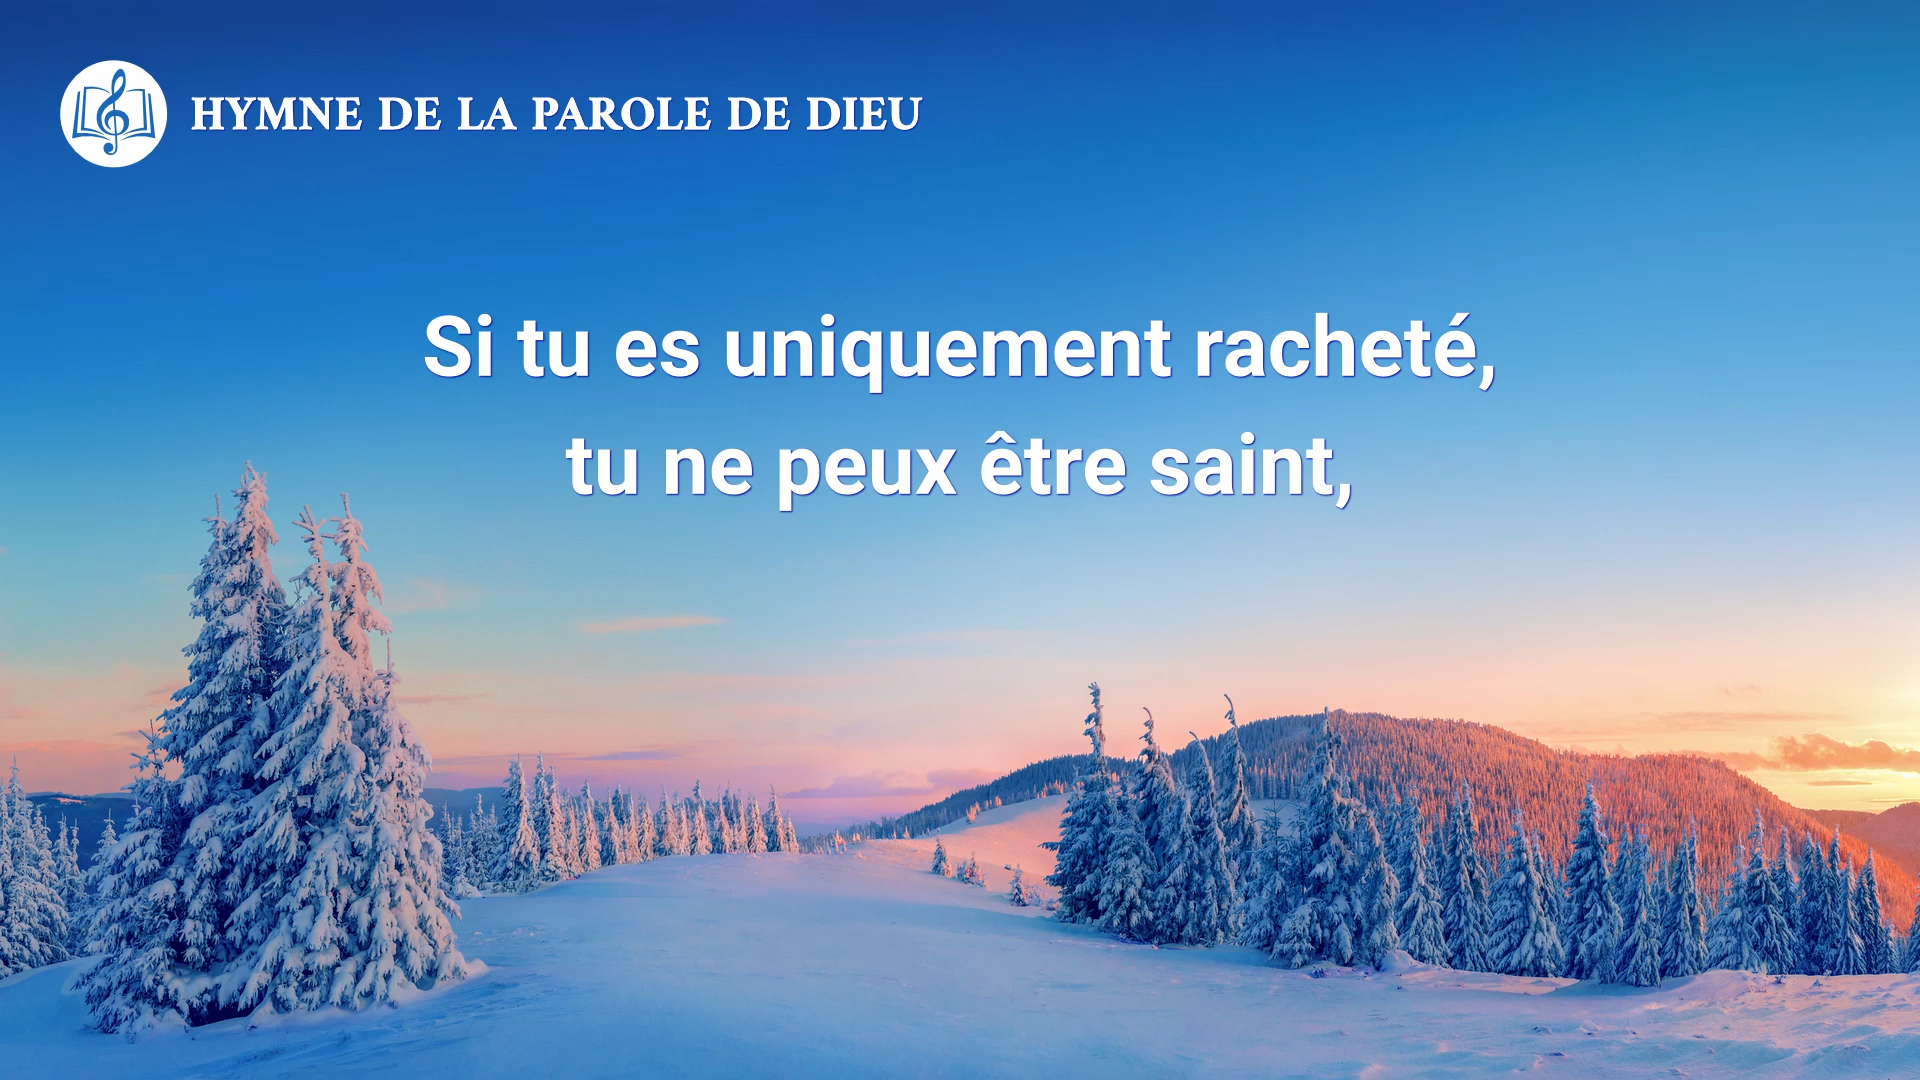 HYMNE DE LA PAROLE DE DIEU
Si tu es uniquement racheté,
tu ne peux être saint,